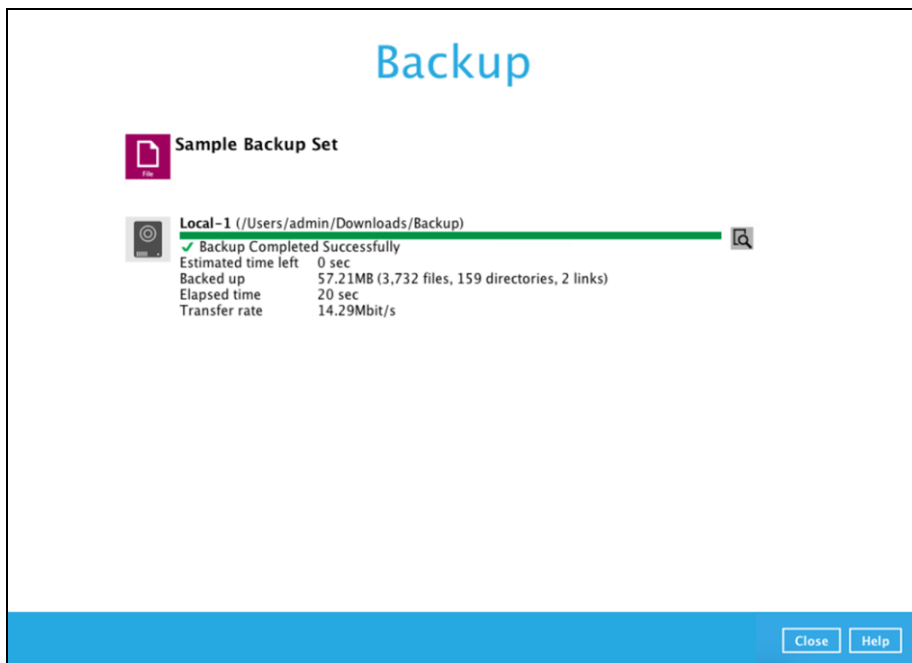 Backup
Sample Backup Set
File
Local-1 (/Users/admin/Downloads/Backup)
Backup Completed Successfully
Estimated time left 0 sec
Backed up 57.21MB (3,732 files, 159 directories, 2 links)
Elapsed time 20 sec
Transfer rate 14.29Mbit/s
Close Help